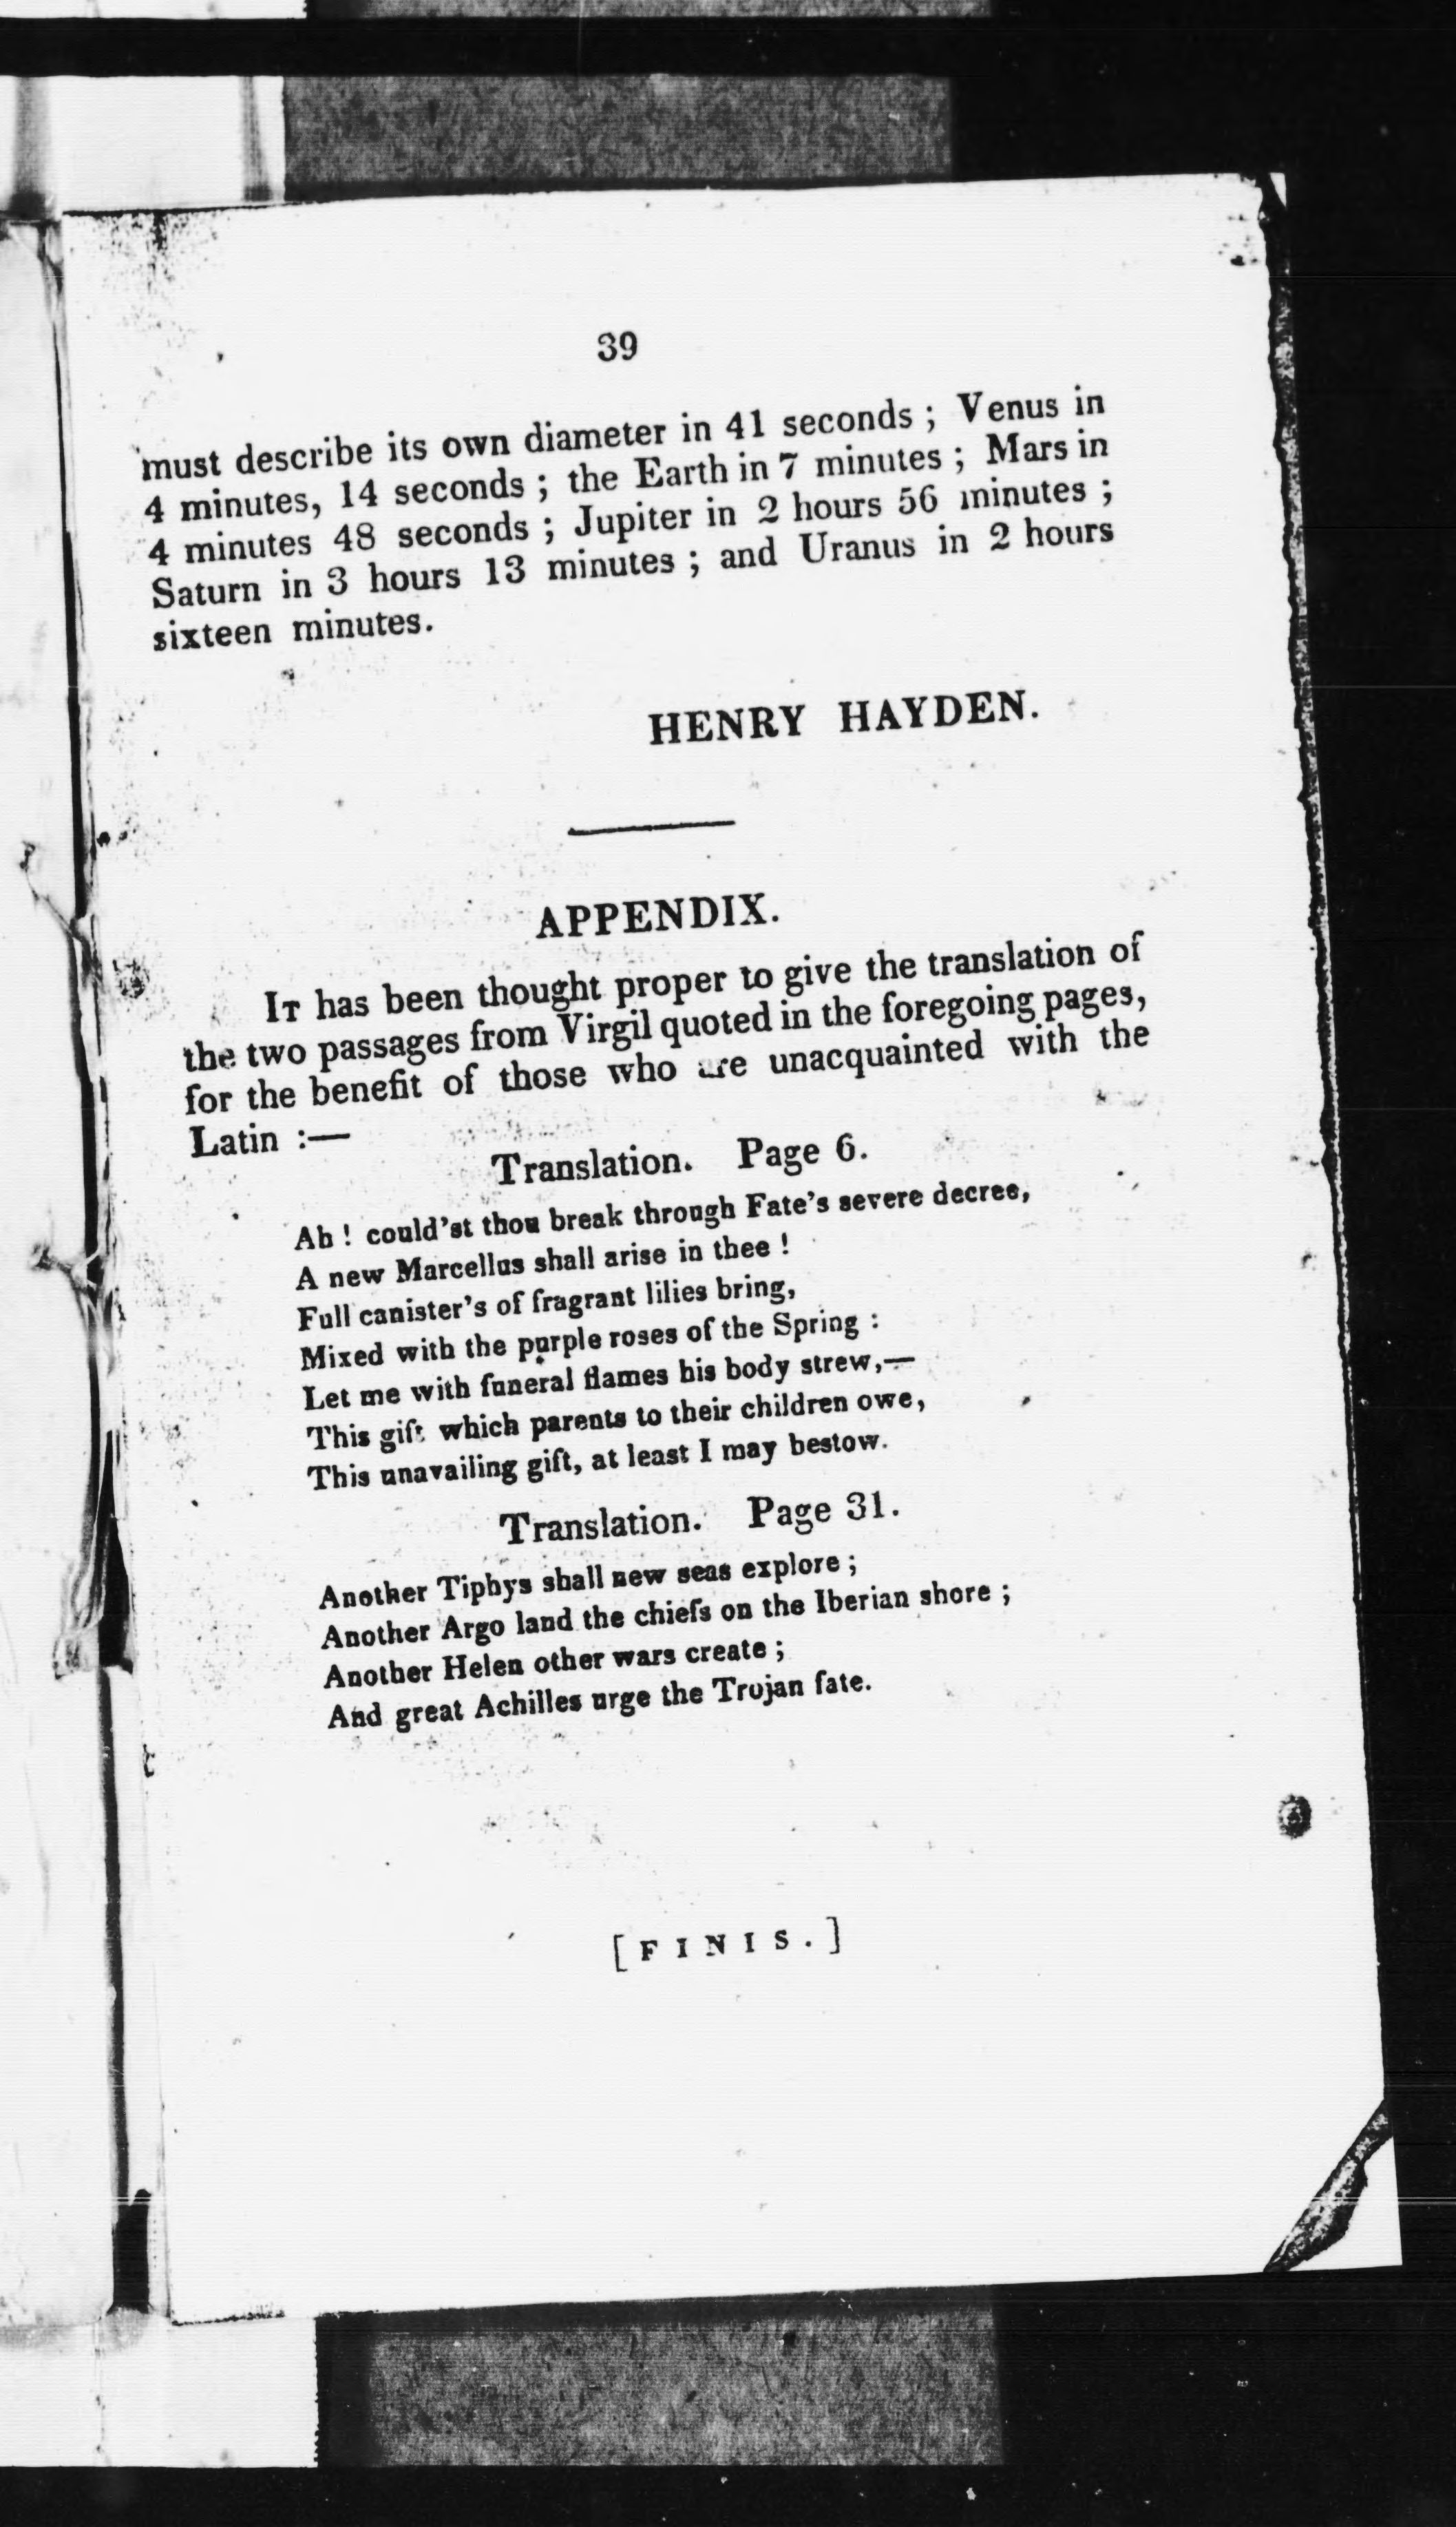 39
must describe its own diameter in 41 seconds ; Venus in
4 minutes, 14 seconds ; the Earth in 7 minutes ; Mars in
4 minutes 48 seconds ; Jupiter in 2 hours 56 minutes ;
Saturn in 3 hours 13 minutes ; and Uranus in 2 hours
sixteen minutes.
HENRY HAYDEN.
APPENDIX.
IT has been thought proper to give the translation of
the two passages from Virgil quoted in the foregoing pages,
for the benefit of those who are unacquainted with the
Latin :—
Translation. Page 6.
Ah ! could'st thou break through Fate's severe decree,
A new Marcellus shall arise in thee !
Full canister's of fragrant lilies bring,
Mixed with the purple roses of the Spring :
Let me with funeral flames his body strew,—
This gift which parents to their children owe,
This unavailing gift, at least I may bestow.
Translation. Page 31.
Another Tiphys shall new seas explore ;
Another Argo land the chiefs on the Iberian shore ;
Another Helen other wars create ;
And great Achilles urge the Trojan fate.
[FINIS.]